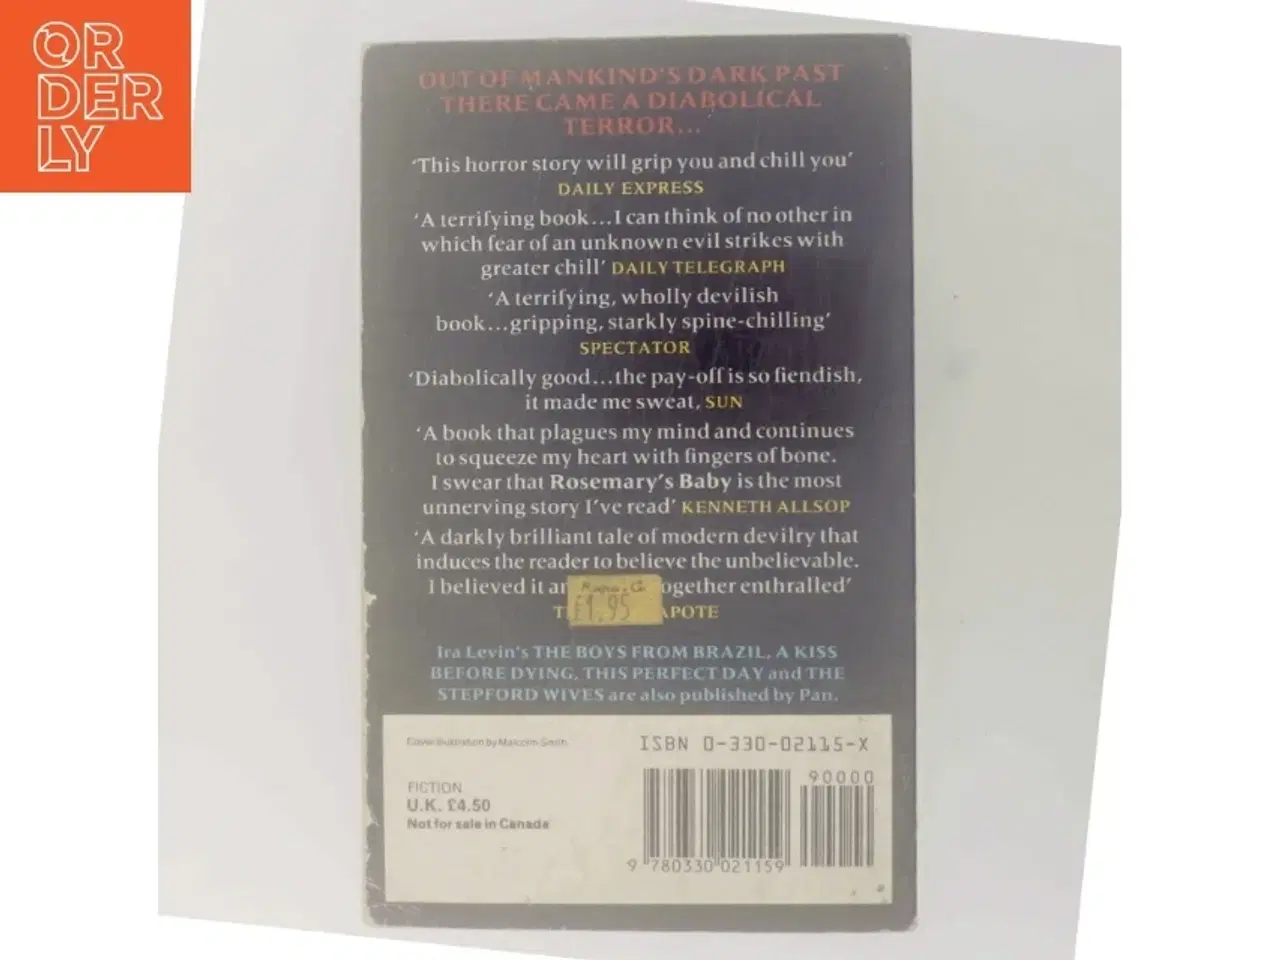 ORDERLY
OUT OF MANKIND'S DARK PAST
THERE CAME A DIABOLICAL
TERROR...
'This horror story will grip you and chill you'
DAILY EXPRESS
'A terrifying book...I can think of no other in
which fear of an unknown evil strikes with
greater chill' DAILY TELEGRAPH
'A terrifying, wholly devilish
book...gripping, starkly spine-chilling'
SPECTATOR
'Diabolically good...the pay-off is so fiendish,
it made me sweat, SUN
'A book that plagues my mind and continues
to squeeze my heart with fingers of bone.
I swear that Rosemary's Baby is the most
unnerving story I've read' KENNETH ALLSOP
'A darkly brilliant tale of modern devilry that
induces the reader to believe the unbelievable.
I believed it enthralled'
£1.95
Ira Levin's THE BOYS FROM BRAZIL, A KISS
BEFORE DYING, THIS PERFECT DAY and THE
STEPFORD WIVES are also published by Pan.
Cover illustration by Malcolm Smith
ISBN 0-330-02115-X
90000
FICTION
U.K. £4.50
Not for sale in Canada
9 780330 021159